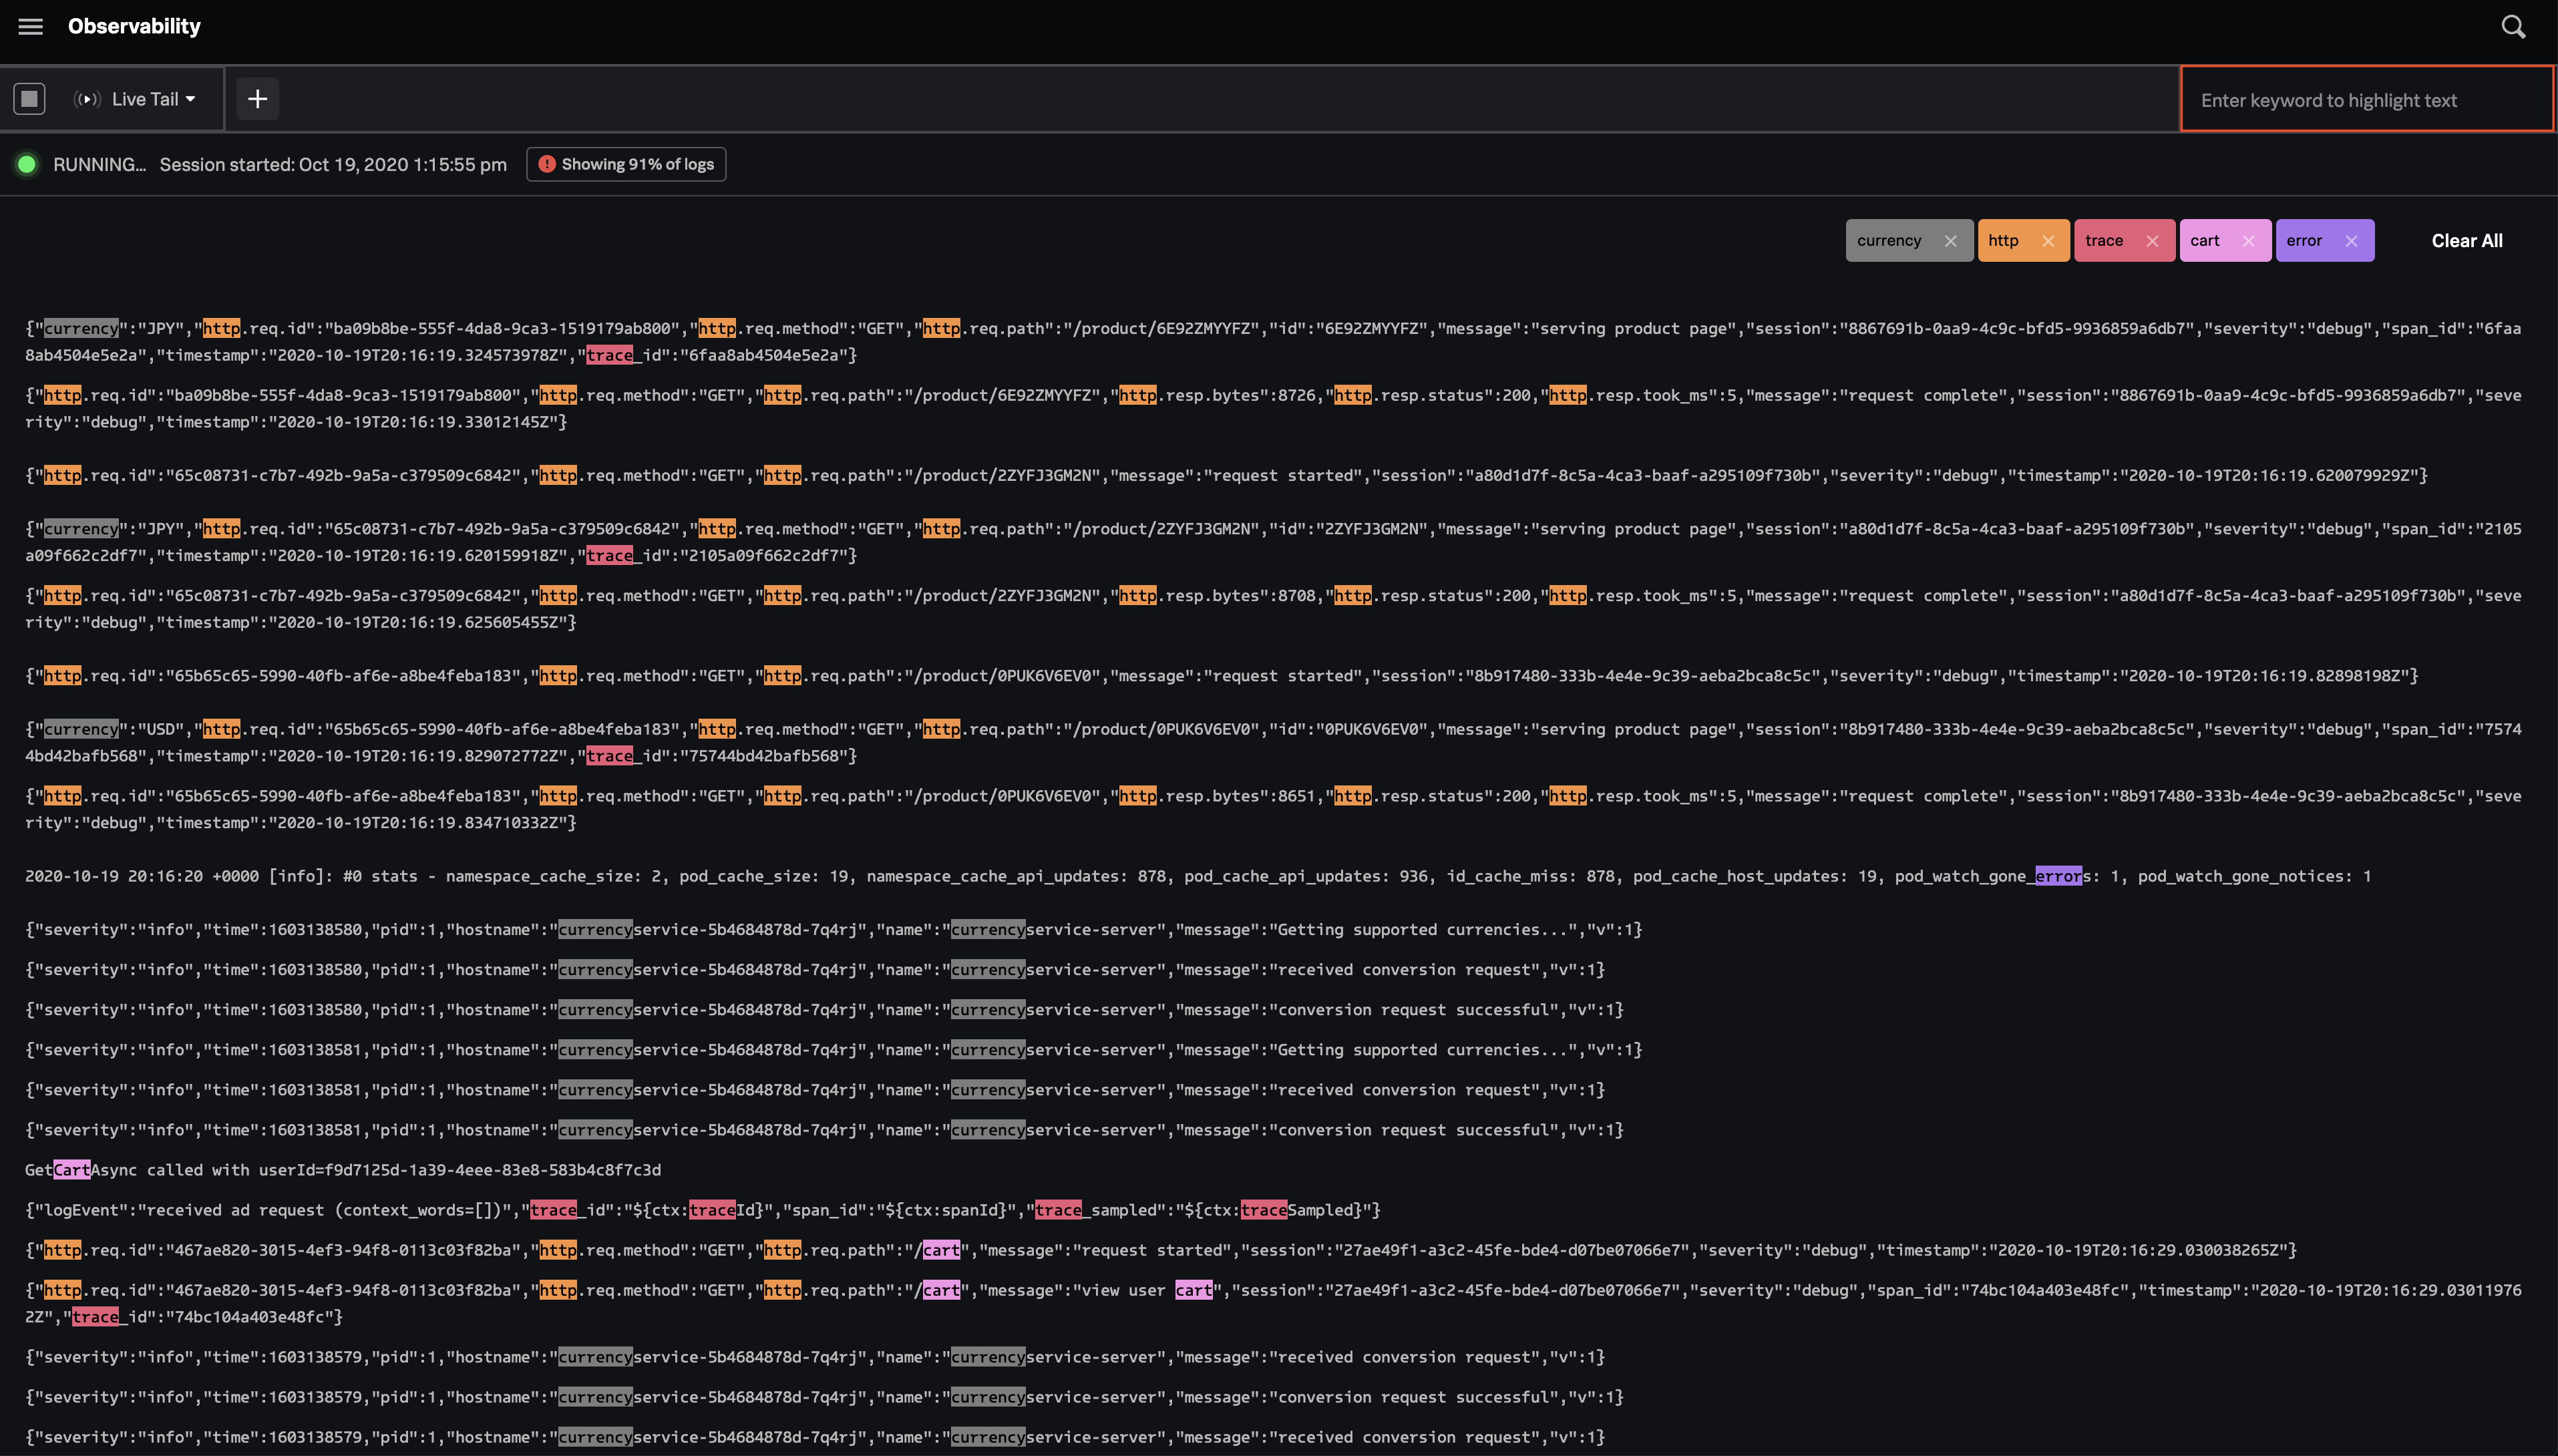 Observability
Live Tail
+
Enter keyword to highlight text
RUNNING... Session started: Oct 19, 2020 1:15:55 pm ! Showing 91% of logs
currency × http × trace × cart × error × Clear All
{"currency":"JPY","http.req.id":"ba09b8be-555f-4da8-9ca3-1519179ab800","http.req.method":"GET","http.req.path":"/product/6E92ZMYYFZ","id":"6E92ZMYYFZ","message":"serving product page","session":"8867691b-0aa9-4c9c-bfd5-9936859a6db7","severity":"debug","span_id":"6faa
8ab4504e5e2a","timestamp":"2020-10-19T20:16:19.324573978Z","trace_id":"6faa8ab4504e5e2a"}
{"http.req.id":"ba09b8be-555f-4da8-9ca3-1519179ab800","http.req.method":"GET","http.req.path":"/product/6E92ZMYYFZ","http.resp.bytes":8726,"http.resp.status":200,"http.resp.took_ms":5,"message":"request complete","session":"8867691b-0aa9-4c9c-bfd5-9936859a6db7","seve
rity":"debug","timestamp":"2020-10-19T20:16:19.33012145Z"}
{"http.req.id":"65c08731-c7b7-492b-9a5a-c379509c6842","http.req.method":"GET","http.req.path":"/product/2ZYFJ3GM2N","message":"request started","session":"a80d1d7f-8c5a-4ca3-baaf-a295109f730b","severity":"debug","timestamp":"2020-10-19T20:16:19.620079929Z"}
{"currency":"JPY","http.req.id":"65c08731-c7b7-492b-9a5a-c379509c6842","http.req.method":"GET","http.req.path":"/product/2ZYFJ3GM2N","id":"2ZYFJ3GM2N","message":"serving product page","session":"a80d1d7f-8c5a-4ca3-baaf-a295109f730b","severity":"debug","span_id":"2105
a09f662c2df7","timestamp":"2020-10-19T20:16:19.620159918Z","trace_id":"2105a09f662c2df7"}
{"http.req.id":"65c08731-c7b7-492b-9a5a-c379509c6842","http.req.method":"GET","http.req.path":"/product/2ZYFJ3GM2N","http.resp.bytes":8708,"http.resp.status":200,"http.resp.took_ms":5,"message":"request complete","session":"a80d1d7f-8c5a-4ca3-baaf-a295109f730b","seve
rity":"debug","timestamp":"2020-10-19T20:16:19.625605455Z"}
{"http.req.id":"65b65c65-5990-40fb-af6e-a8be4feba183","http.req.method":"GET","http.req.path":"/product/0PUK6V6EV0","message":"request started","session":"8b917480-333b-4e4e-9c39-aeba2bca8c5c","severity":"debug","timestamp":"2020-10-19T20:16:19.82898198Z"}
{"currency":"USD","http.req.id":"65b65c65-5990-40fb-af6e-a8be4feba183","http.req.method":"GET","http.req.path":"/product/0PUK6V6EV0","id":"0PUK6V6EV0","message":"serving product page","session":"8b917480-333b-4e4e-9c39-aeba2bca8c5c","severity":"debug","span_id":"7574
4bd42bafb568","timestamp":"2020-10-19T20:16:19.829072772Z","trace_id":"75744bd42bafb568"}
{"http.req.id":"65b65c65-5990-40fb-af6e-a8be4feba183","http.req.method":"GET","http.req.path":"/product/0PUK6V6EV0","http.resp.bytes":8651,"http.resp.status":200,"http.resp.took_ms":5,"message":"request complete","session":"8b917480-333b-4e4e-9c39-aeba2bca8c5c","seve
rity":"debug","timestamp":"2020-10-19T20:16:19.834710332Z"}
2020-10-19 20:16:20 +0000 [info]: #0 stats - namespace_cache_size: 2, pod_cache_size: 19, namespace_cache_api_updates: 878, pod_cache_api_updates: 936, id_cache_miss: 878, pod_cache_host_updates: 19, pod_watch_gone_errors: 1, pod_watch_gone_notices: 1
{"severity":"info","time":1603138580,"pid":1,"hostname":"currencyservice-5b4684878d-7q4rj","name":"currencyservice-server","message":"Getting supported currencies...","v":1}
{"severity":"info","time":1603138580,"pid":1,"hostname":"currencyservice-5b4684878d-7q4rj","name":"currencyservice-server","message":"received conversion request","v":1}
{"severity":"info","time":1603138580,"pid":1,"hostname":"currencyservice-5b4684878d-7q4rj","name":"currencyservice-server","message":"conversion request successful","v":1}
{"severity":"info","time":1603138581,"pid":1,"hostname":"currencyservice-5b4684878d-7q4rj","name":"currencyservice-server","message":"Getting supported currencies...","v":1}
{"severity":"info","time":1603138581,"pid":1,"hostname":"currencyservice-5b4684878d-7q4rj","name":"currencyservice-server","message":"received conversion request","v":1}
{"severity":"info","time":1603138581,"pid":1,"hostname":"currencyservice-5b4684878d-7q4rj","name":"currencyservice-server","message":"conversion request successful","v":1}
GetCartAsync called with userId=f9d7125d-1a39-4eee-83e8-583b4c8f7c3d
{"logEvent":"received ad request (context_words=[])","trace_id":"${ctx:traceId}","span_id":"${ctx:spanId}","trace_sampled":"${ctx:traceSampled}"}
{"http.req.id":"467ae820-3015-4ef3-94f8-0113c03f82ba","http.req.method":"GET","http.req.path":"/cart","message":"request started","session":"27ae49f1-a3c2-45fe-bde4-d07be07066e7","severity":"debug","timestamp":"2020-10-19T20:16:29.030038265Z"}
{"http.req.id":"467ae820-3015-4ef3-94f8-0113c03f82ba","http.req.method":"GET","http.req.path":"/cart","message":"view user cart","session":"27ae49f1-a3c2-45fe-bde4-d07be07066e7","severity":"debug","span_id":"74bc104a403e48fc","timestamp":"2020-10-19T20:16:29.03011976
2Z","trace_id":"74bc104a403e48fc"}
{"severity":"info","time":1603138579,"pid":1,"hostname":"currencyservice-5b4684878d-7q4rj","name":"currencyservice-server","message":"received conversion request","v":1}
{"severity":"info","time":1603138579,"pid":1,"hostname":"currencyservice-5b4684878d-7q4rj","name":"currencyservice-server","message":"conversion request successful","v":1}
{"severity":"info","time":1603138579,"pid":1,"hostname":"currencyservice-5b4684878d-7q4rj","name":"currencyservice-server","message":"received conversion request","v":1}